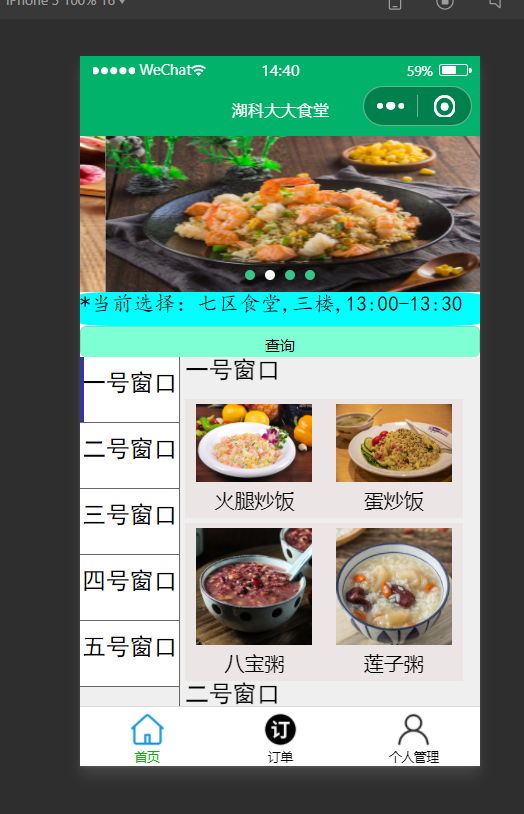 iPhone 5 100% 16
WeChat 14:40 59%
湖科大大食堂
*当前选择: 七区食堂,三楼,13:00-13:30
查询
一号窗口
二号窗口
三号窗口
四号窗口
五号窗口
一号窗口
火腿炒饭 蛋炒饭
八宝粥 莲子粥
二号窗口
订
首页 订单 个人管理